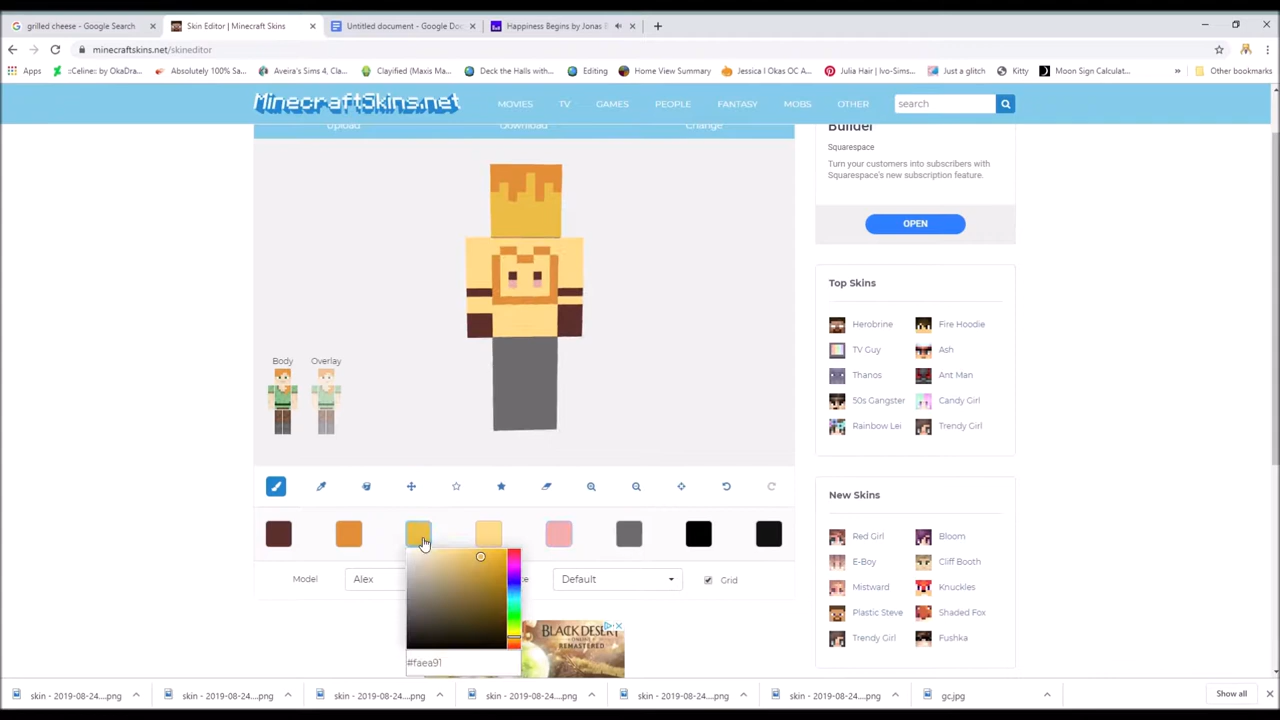 grilled cheese - Google Search
Skin Editor | Minecraft Skins
Untitled document - Google Doc
Happiness Begins by Jonas B
minecraftskins.net/skineditor
Apps
::Celine:: by OkaDra...
Absolutely 100% Sa...
Aveira's Sims 4, Cla...
Clayified {Maxis Ma...
Deck the Halls with...
Editing
Home View Summary
Jessica I Okas OC A...
Julia Hair | Ivo-Sims...
Just a glitch
Kitty
Moon Sign Calculat...
»
Other bookmarks
MinecraftSkins.net
MOVIES TV GAMES PEOPLE FANTASY MOBS OTHER
search
Upload Download Change
Builder
Squarespace
Turn your customers into subscribers with
Squarespace's new subscription feature.
OPEN
Top Skins
Herobrine Fire Hoodie
TV Guy Ash
Thanos Ant Man
50s Gangster Candy Girl
Rainbow Lei Trendy Girl
Body Overlay
New Skins
Red Girl Bloom
E-Boy Cliff Booth
Mistward Knuckles
Plastic Steve Shaded Fox
Trendy Girl Fushka
Model Alex
Default
Grid
#faea91
BLACK DESERT
REMASTERED
skin - 2019-08-24....png
skin - 2019-08-24....png
skin - 2019-08-24....png
skin - 2019-08-24....png
skin - 2019-08-24....png
skin - 2019-08-24....png
gc.jpg
Show all